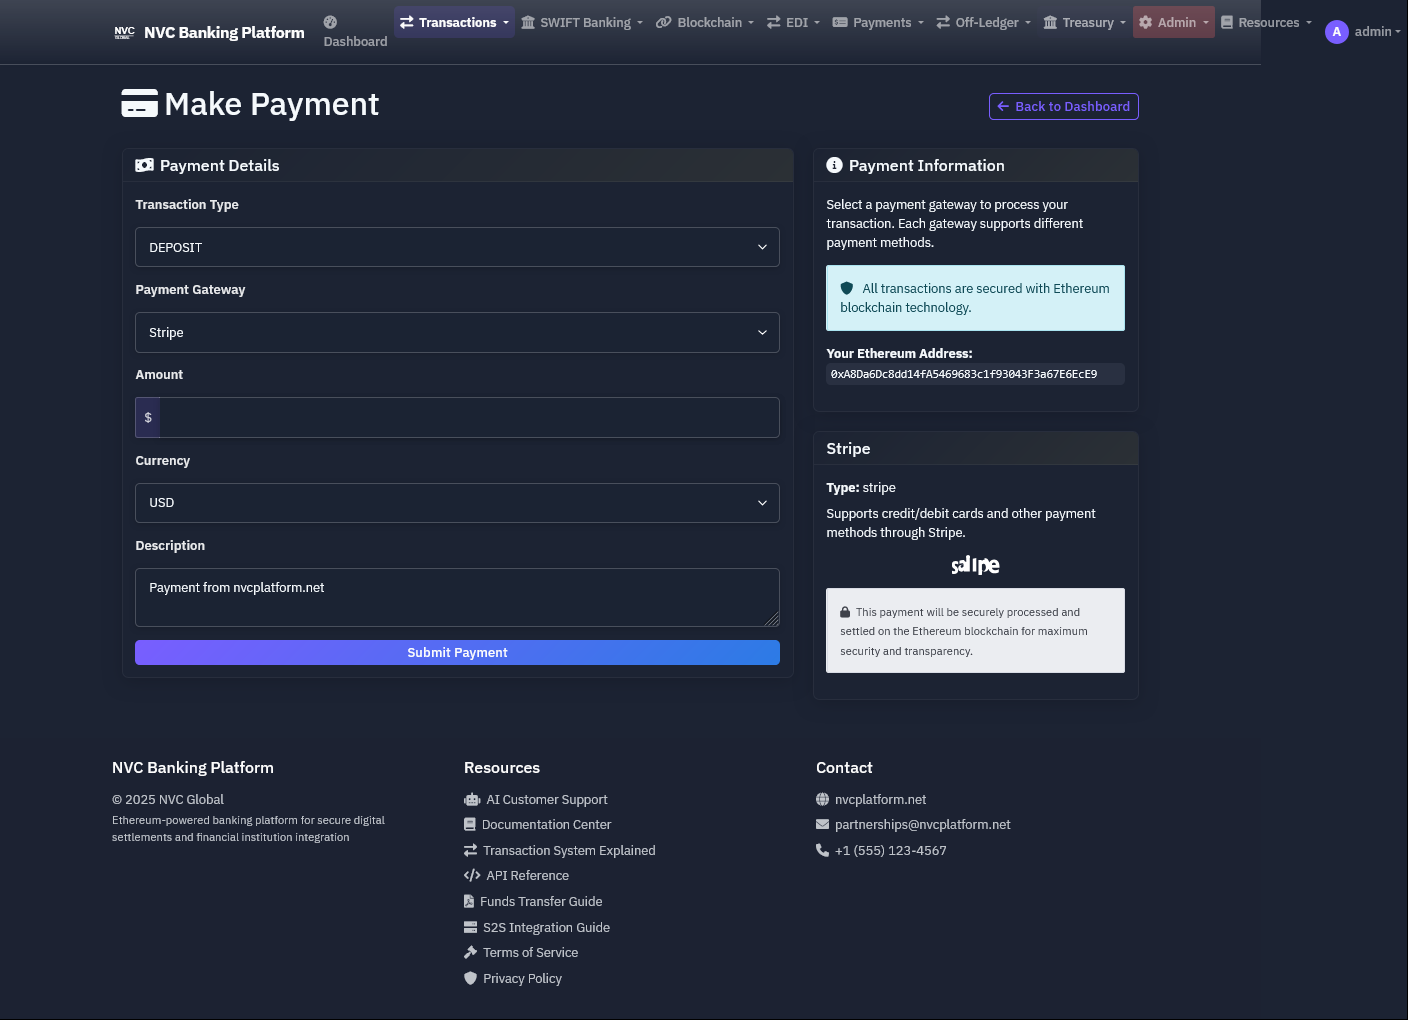 NVC
GLOBAL
NVC Banking Platform
Dashboard
Transactions
SWIFT Banking
Blockchain
EDI
Payments
Off-Ledger
Treasury
Admin
Resources
A
admin
Make Payment
Back to Dashboard
Payment Details
Transaction Type
DEPOSIT
Payment Gateway
Stripe
Amount
$
Currency
USD
Description
Payment from nvcplatform.net
Submit Payment
Payment Information
Select a payment gateway to process your
transaction. Each gateway supports different
payment methods.
All transactions are secured with Ethereum
blockchain technology.
Your Ethereum Address:
0xA8Da6Dc8dd14fA5469683c1f93043F3a67E6EcE9
Stripe
Type: stripe
Supports credit/debit cards and other payment
methods through Stripe.
This payment will be securely processed and
settled on the Ethereum blockchain for maximum
security and transparency.
NVC Banking Platform
© 2025 NVC Global
Ethereum-powered banking platform for secure digital
settlements and financial institution integration
Resources
AI Customer Support
Documentation Center
Transaction System Explained
API Reference
Funds Transfer Guide
S2S Integration Guide
Terms of Service
Privacy Policy
Contact
nvcplatform.net
partnerships@nvcplatform.net
+1 (555) 123-4567